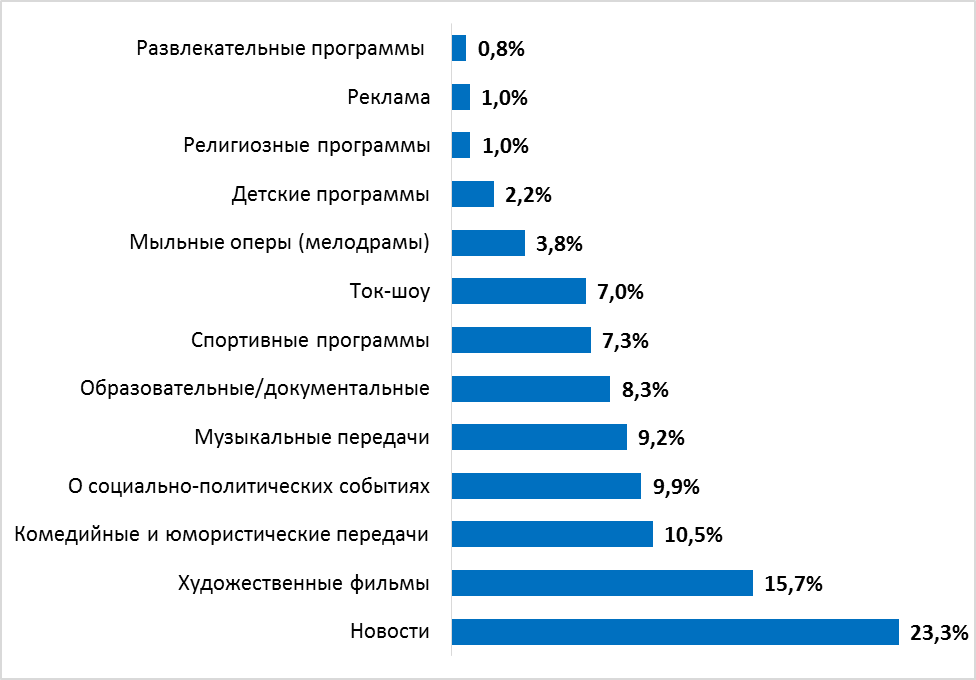 Развлекательные программы 0,8%
Реклама 1,0%
Религиозные программы 1,0%
Детские программы 2,2%
Мыльные оперы (мелодрамы) 3,8%
Ток-шоу 7,0%
Спортивные программы 7,3%
Образовательные/документальные 8,3%
Музыкальные передачи 9,2%
О социально-политических событиях 9,9%
Комедийные и юмористические передачи 10,5%
Художественные фильмы 15,7%
Новости 23,3%